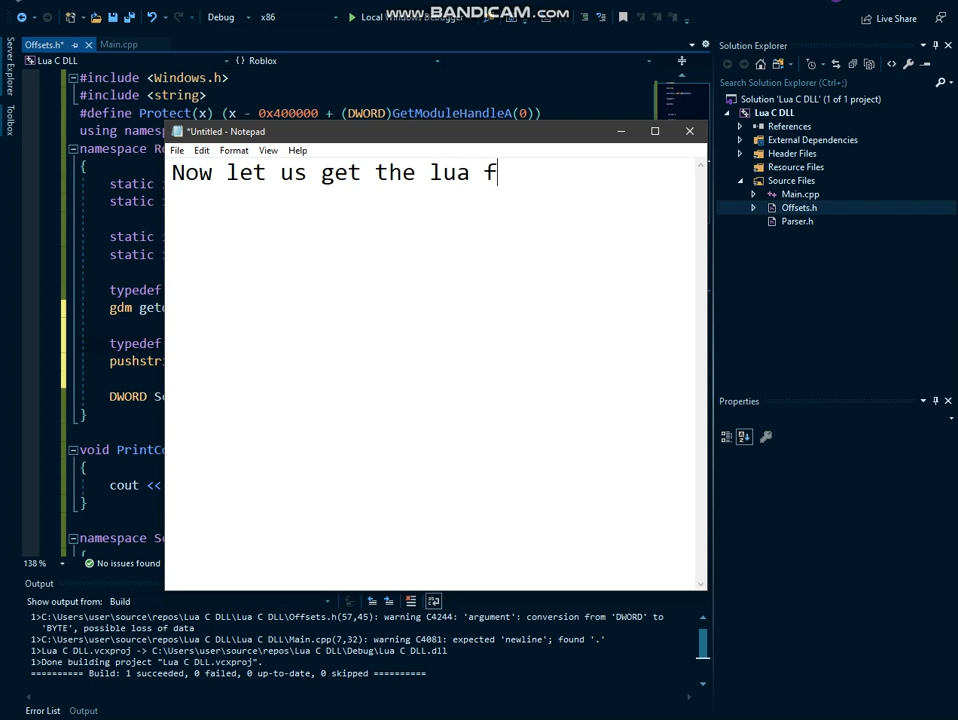 www.BANDICAM.com
Debug
x86
Live Share
Offsets.h*
Main.cpp
Lua C DLL
{ } Roblox
#include <Windows.h>
#include <string>
#define Protect(x) (x - 0x400000 + (DWORD)GetModuleHandleA(0))
using names
namespace Ro
{
static
static
static
static
typedef
gdm getd
typedef
pushstri
DWORD Sc
}
void PrintCo
{
cout <<
}
namespace Sc
{
138 %
No issues found
*Untitled - Notepad
File Edit Format View Help
Now let us get the lua f
Server Explorer
Toolbox
Solution Explorer
Search Solution Explorer (Ctrl+;)
Solution 'Lua C DLL' (1 of 1 project)
Lua C DLL
References
External Dependencies
Header Files
Resource Files
Source Files
Main.cpp
Offsets.h
Parser.h
Properties
Output
Show output from: Build
1>C:\Users\user\source\repos\Lua C DLL\Lua C DLL\Offsets.h(57,45): warning C4244: 'argument': conversion from 'DWORD' to
'BYTE', possible loss of data
1>C:\Users\user\source\repos\Lua C DLL\Lua C DLL\Main.cpp(7,32): warning C4081: expected 'newline'; found '.'
1>Lua C DLL.vcxproj -> C:\Users\user\source\repos\Lua C DLL\Debug\Lua C DLL.dll
1>Done building project "Lua C DLL.vcxproj".
========== Build: 1 succeeded, 0 failed, 0 up-to-date, 0 skipped ==========
Error List Output